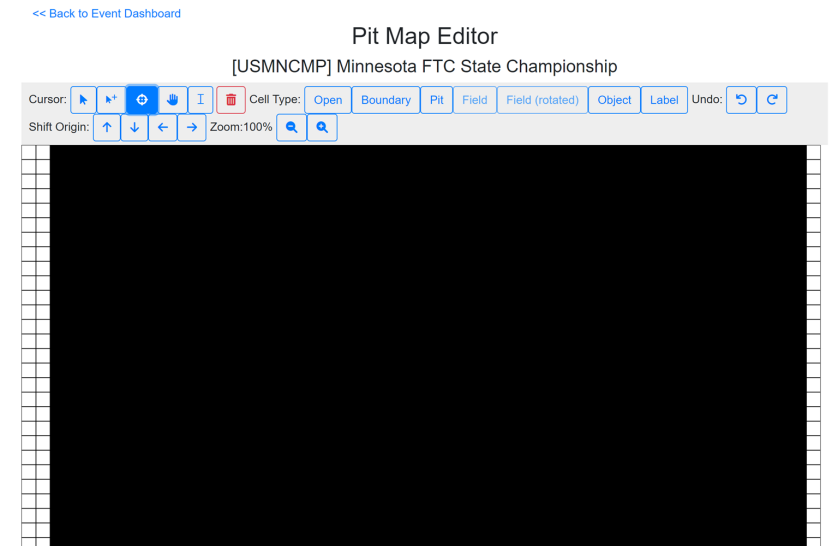 << Back to Event Dashboard
Pit Map Editor
[USMNCMP] Minnesota FTC State Championship
Cursor: Cell Type: Open Boundary Pit Field Field (rotated) Object Label Undo:
Shift Origin: Zoom:100%